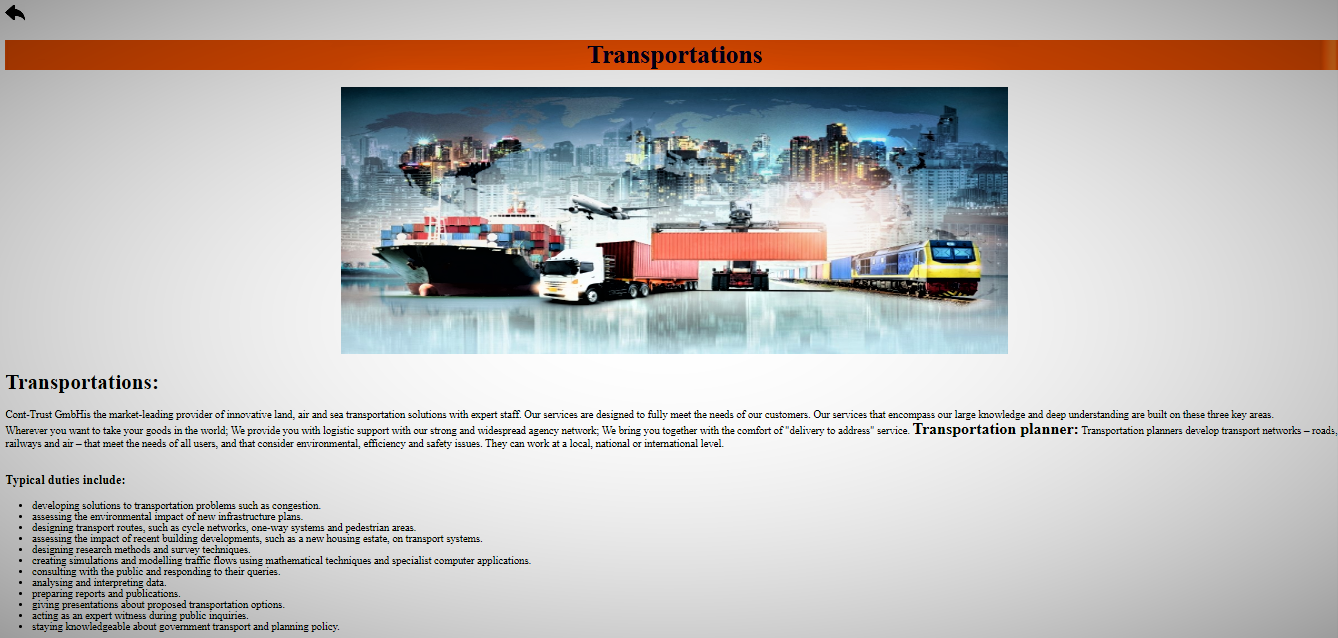 Transportations
Transportations:
Cont-Trust GmbHis the market-leading provider of innovative land, air and sea transportation solutions with expert staff. Our services are designed to fully meet the needs of our customers. Our services that encompass our large knowledge and deep understanding are built on these three key areas.
Wherever you want to take your goods in the world; We provide you with logistic support with our strong and widespread agency network; We bring you together with the comfort of "delivery to address" service. Transportation planner: Transportation planners develop transport networks – roads,
railways and air – that meet the needs of all users, and that consider environmental, efficiency and safety issues. They can work at a local, national or international level.
Typical duties include:
• developing solutions to transportation problems such as congestion.
• assessing the environmental impact of new infrastructure plans.
• designing transport routes, such as cycle networks, one-way systems and pedestrian areas.
• assessing the impact of recent building developments, such as a new housing estate, on transport systems.
• designing research methods and survey techniques.
• creating simulations and modelling traffic flows using mathematical techniques and specialist computer applications.
• consulting with the public and responding to their queries.
• analysing and interpreting data.
• preparing reports and publications.
• giving presentations about proposed transportation options.
• acting as an expert witness during public inquiries.
• staying knowledgeable about government transport and planning policy.